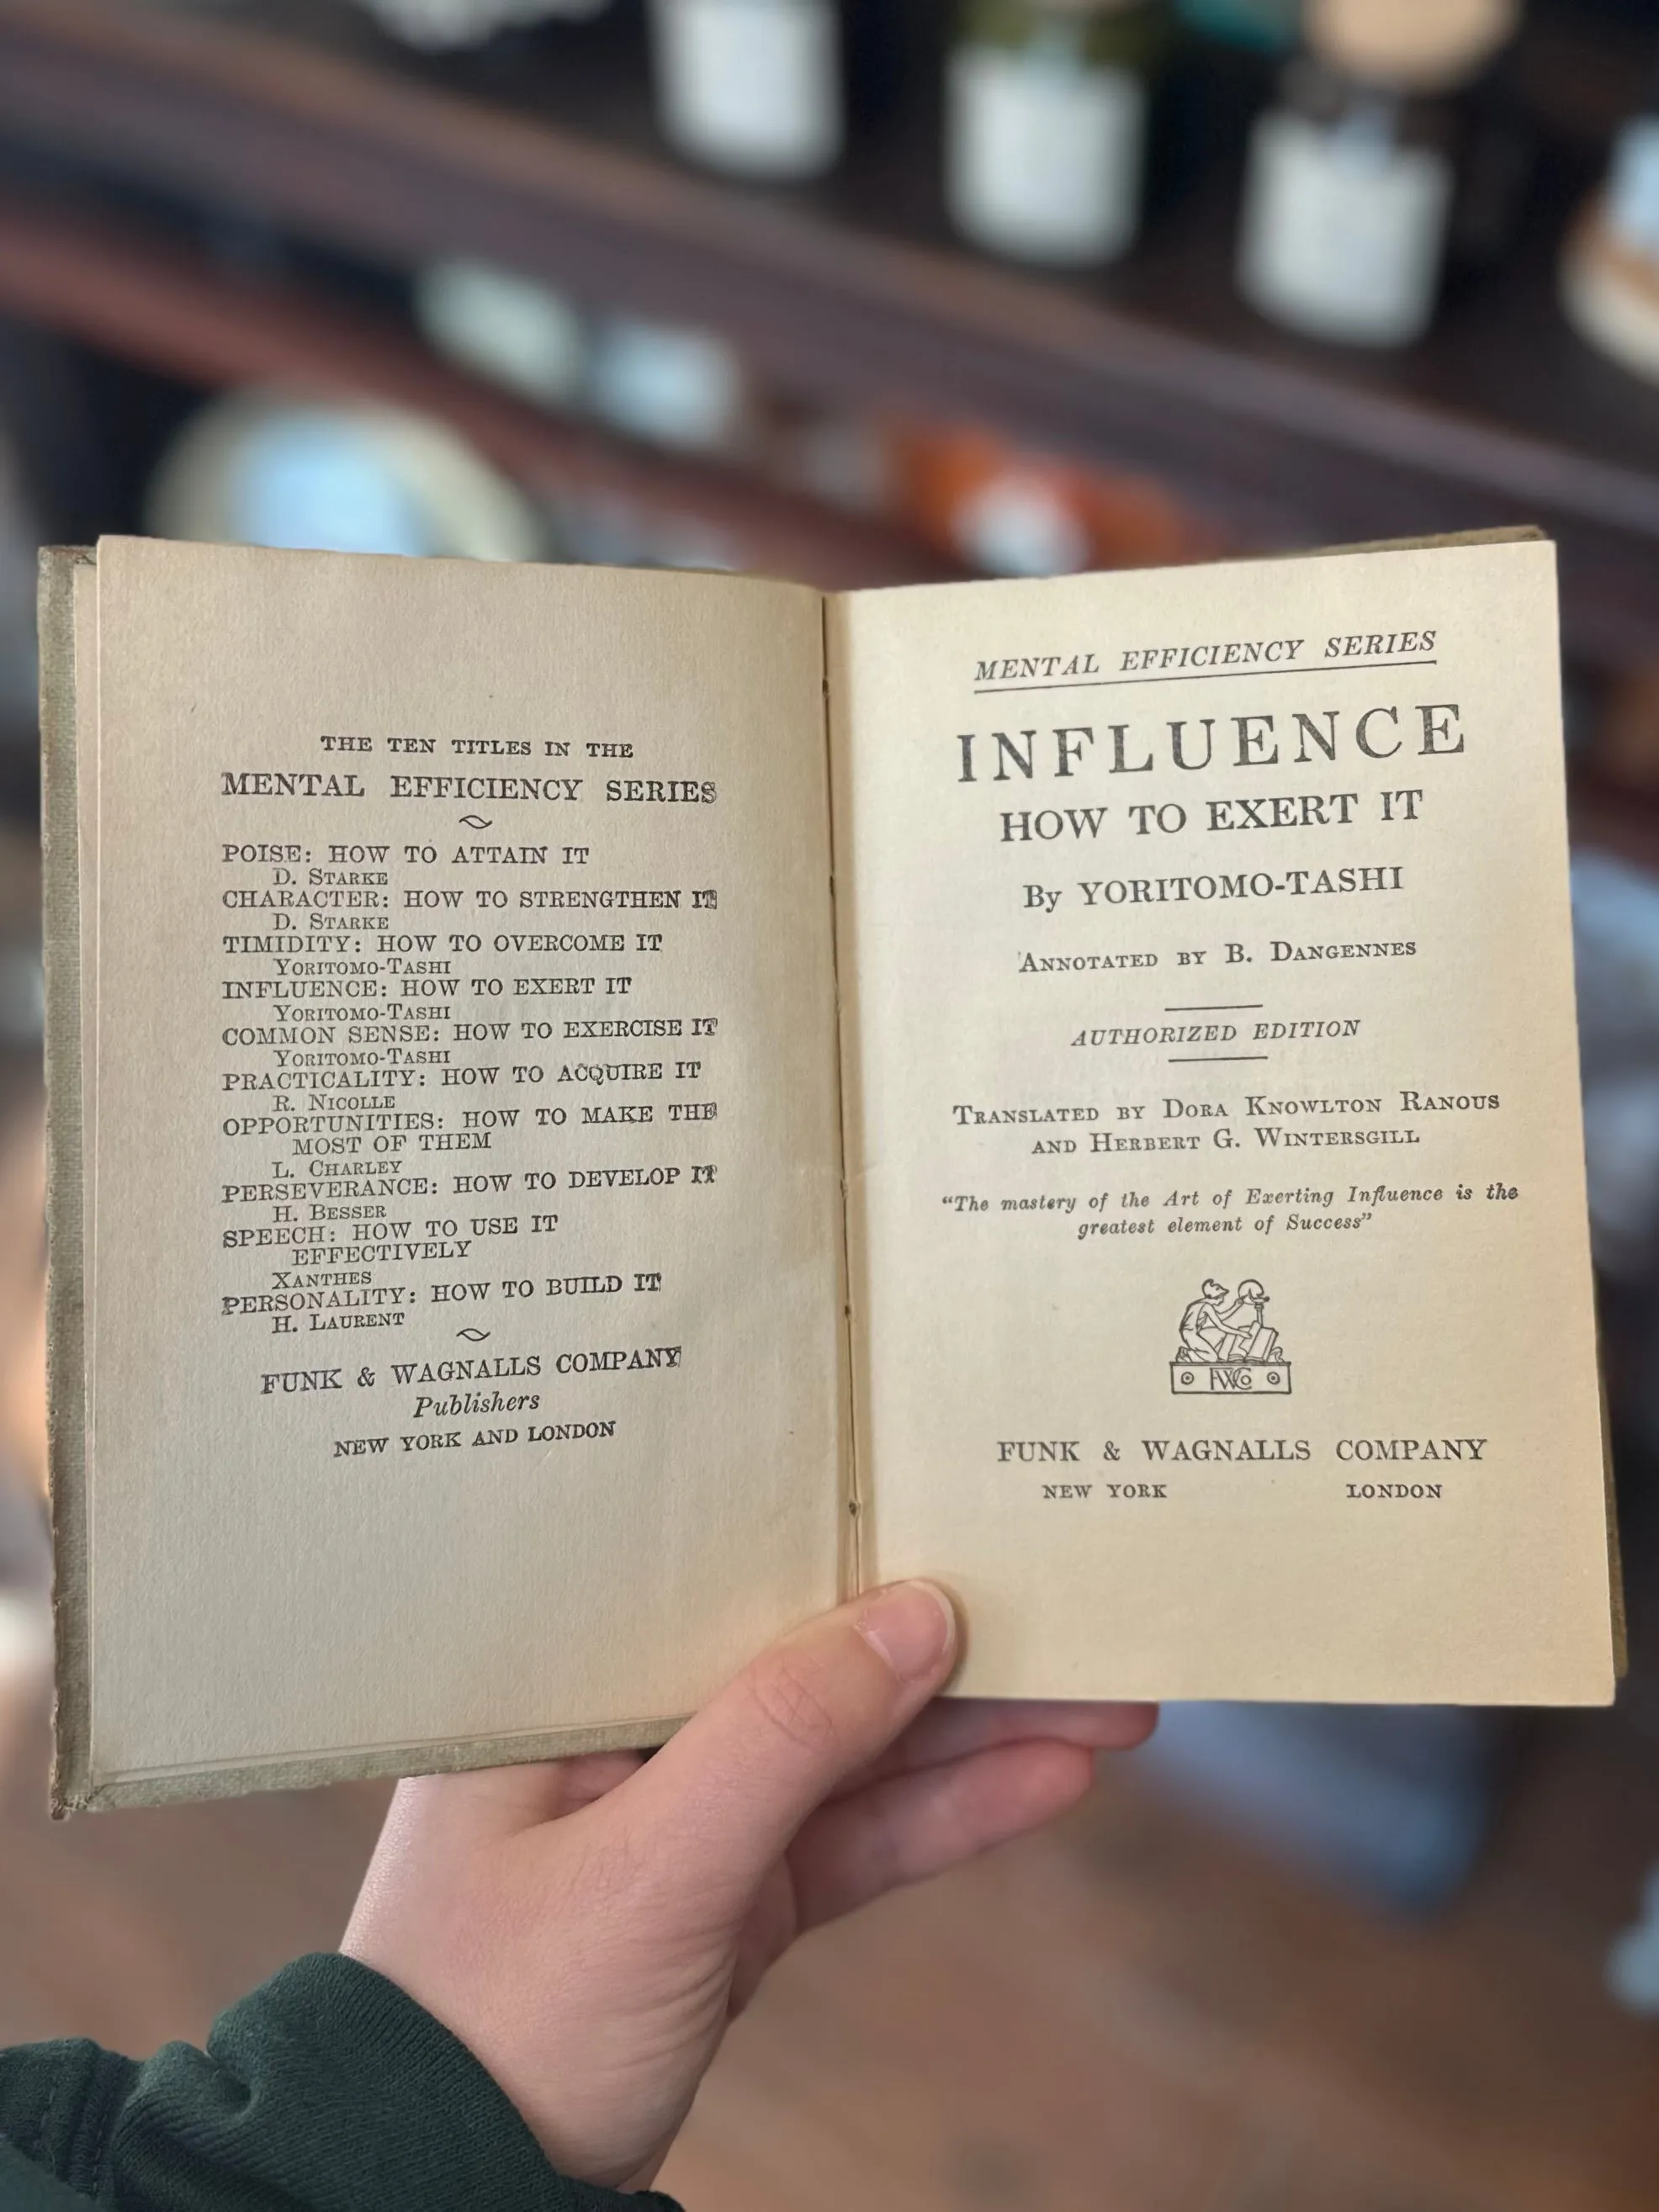 THE TEN TITLES IN THE
MENTAL EFFICIENCY SERIES
POISE: HOW TO ATTAIN IT
D. STARKE
CHARACTER: HOW TO STRENGTHEN IT
D. STARKE
TIMIDITY: HOW TO OVERCOME IT
YORITOMO-TASHI
INFLUENCE: HOW TO EXERT IT
YORITOMO-TASHI
COMMON SENSE: HOW TO EXERCISE IT
YORITOMO-TASHI
PRACTICALITY: HOW TO ACQUIRE IT
R. NICOLLE
OPPORTUNITIES: HOW TO MAKE THE
MOST OF THEM
L. CHARLEY
PERSEVERANCE: HOW TO DEVELOP IT
H. BESSER
SPEECH: HOW TO USE IT
EFFECTIVELY
XANTHES
PERSONALITY: HOW TO BUILD IT
H. LAURENT
FUNK & WAGNALLS COMPANY
Publishers
NEW YORK AND LONDON
MENTAL EFFICIENCY SERIES
INFLUENCE
HOW TO EXERT IT
By YORITOMO-TASHI
ANNOTATED BY B. DANGENNES
AUTHORIZED EDITION
TRANSLATED BY DORA KNOWLTON RANOUS
AND HERBERT G. WINTERSGILL
"The mastery of the Art of Exerting Influence is the
greatest element of Success"
FWCo
FUNK & WAGNALLS COMPANY
NEW YORK LONDON